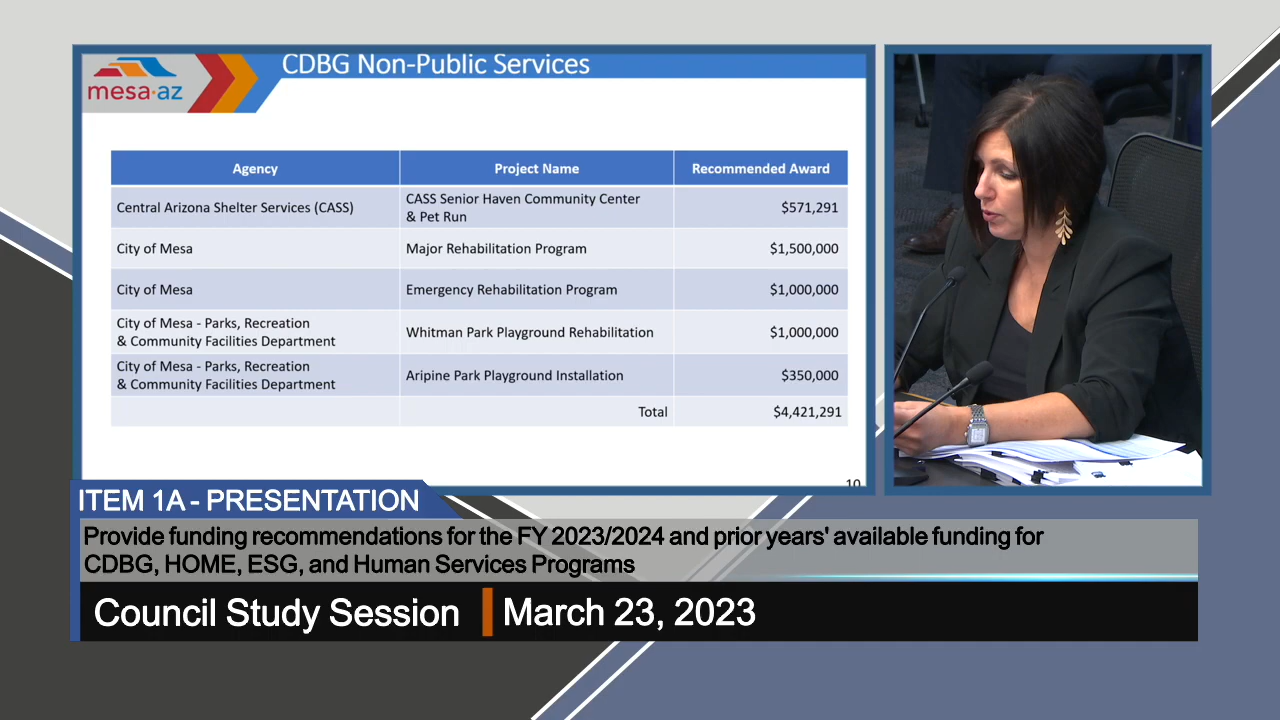 mesa·az
CDBG Non-Public Services
Agency
Project Name
Recommended Award
Central Arizona Shelter Services (CASS)
CASS Senior Haven Community Center
& Pet Run
$571,291
City of Mesa
Major Rehabilitation Program
$1,500,000
City of Mesa
Emergency Rehabilitation Program
$1,000,000
City of Mesa - Parks, Recreation
& Community Facilities Department
Whitman Park Playground Rehabilitation
$1,000,000
City of Mesa - Parks, Recreation
& Community Facilities Department
Aripine Park Playground Installation
$350,000
Total
$4,421,291
10
ITEM 1A - PRESENTATION
Provide funding recommendations for the FY 2023/2024 and prior years' available funding for
CDBG, HOME, ESG, and Human Services Programs
Council Study Session
March 23, 2023